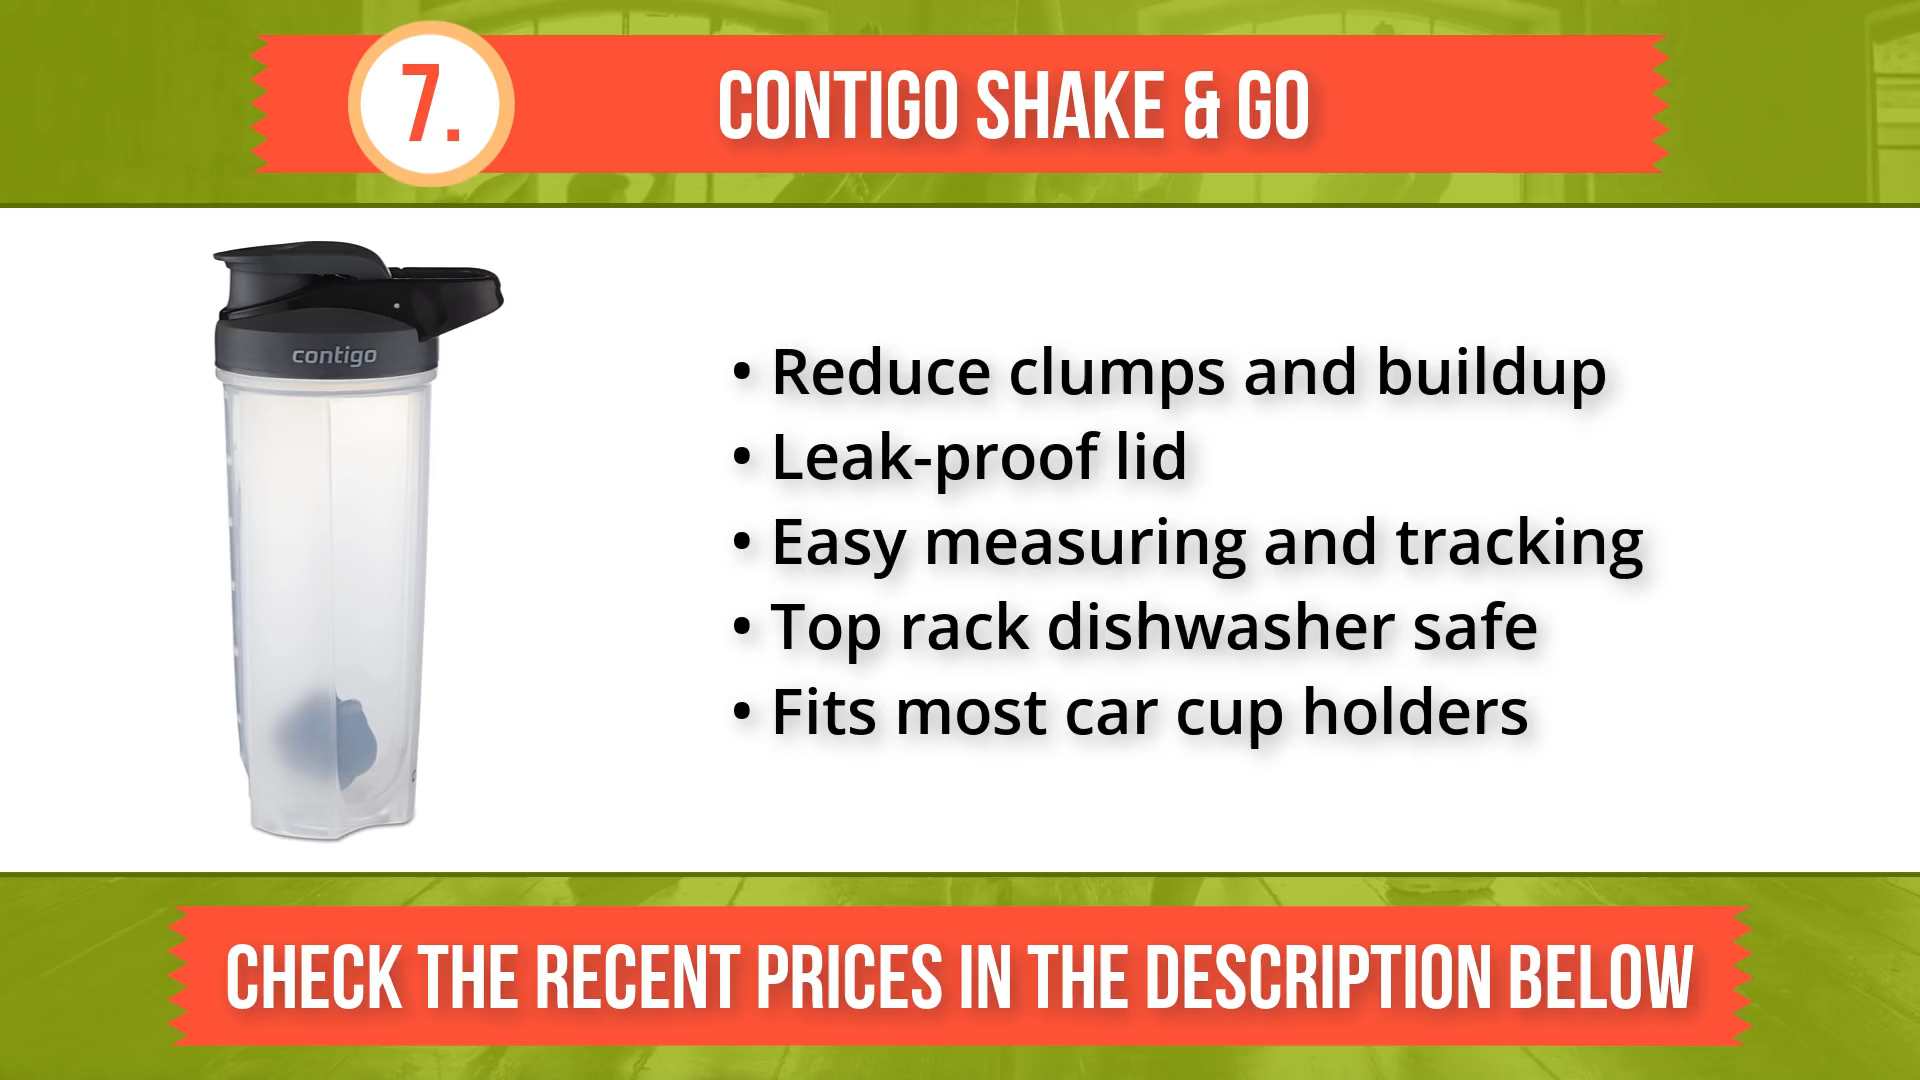 7.
CONTIGO SHAKE & GO
contigo
• Reduce clumps and buildup
• Leak-proof lid
• Easy measuring and tracking
• Top rack dishwasher safe
• Fits most car cup holders
CHECK THE RECENT PRICES IN THE DESCRIPTION BELOW